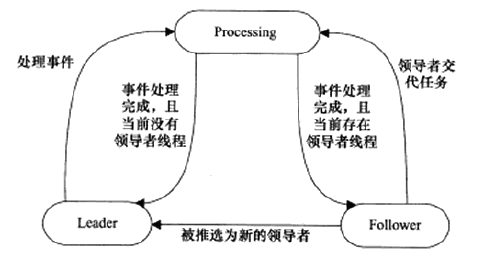 Processing
处理事件
领导者交
代任务
事件处理
完成，且
当前没有
领导者线程
事件处理
完成，且
当前存在
领导者线程
Leader
Follower
被推选为新的领导者